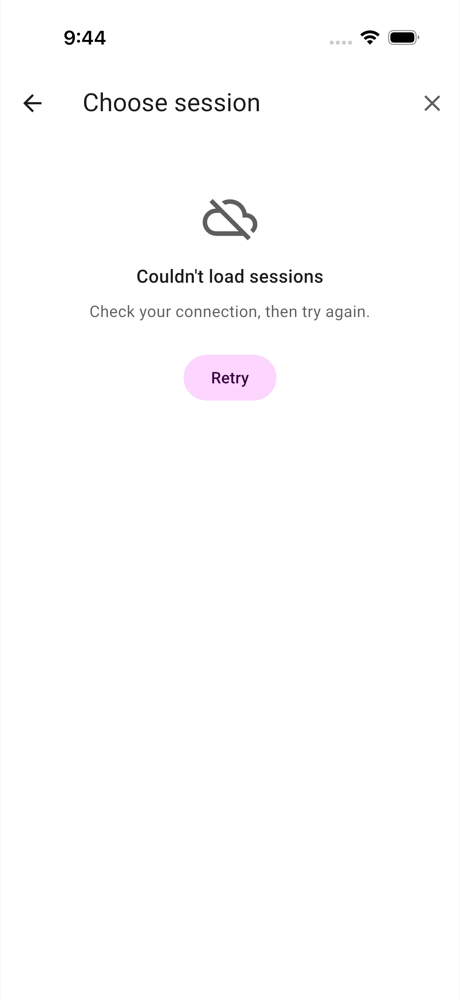 9:44
Choose session
Couldn't load sessions
Check your connection, then try again.
Retry